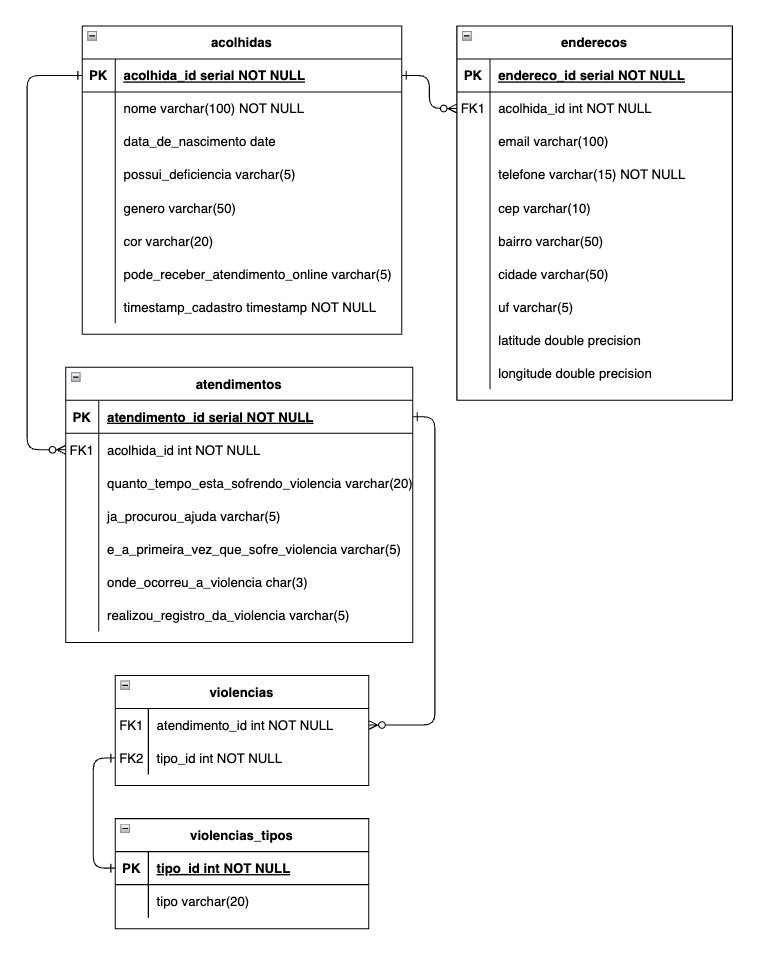 acolhidas
PK acolhida_id serial NOT NULL
nome varchar(100) NOT NULL
data_de_nascimento date
possui_deficiencia varchar(5)
genero varchar(50)
cor varchar(20)
pode_receber_atendimento_online varchar(5)
timestamp_cadastro timestamp NOT NULL
enderecos
PK endereco_id serial NOT NULL
FK1 acolhida_id int NOT NULL
email varchar(100)
telefone varchar(15) NOT NULL
cep varchar(10)
bairro varchar(50)
cidade varchar(50)
uf varchar(5)
latitude double precision
longitude double precision
atendimentos
PK atendimento_id serial NOT NULL
FK1 acolhida_id int NOT NULL
quanto_tempo_esta_sofrendo_violencia varchar(20)
ja_procurou_ajuda varchar(5)
e_a_primeira_vez_que_sofre_violencia varchar(5)
onde_ocorreu_a_violencia char(3)
realizou_registro_da_violencia varchar(5)
violencias
FK1 atendimento_id int NOT NULL
FK2 tipo_id int NOT NULL
violencias_tipos
PK tipo_id int NOT NULL
tipo varchar(20)